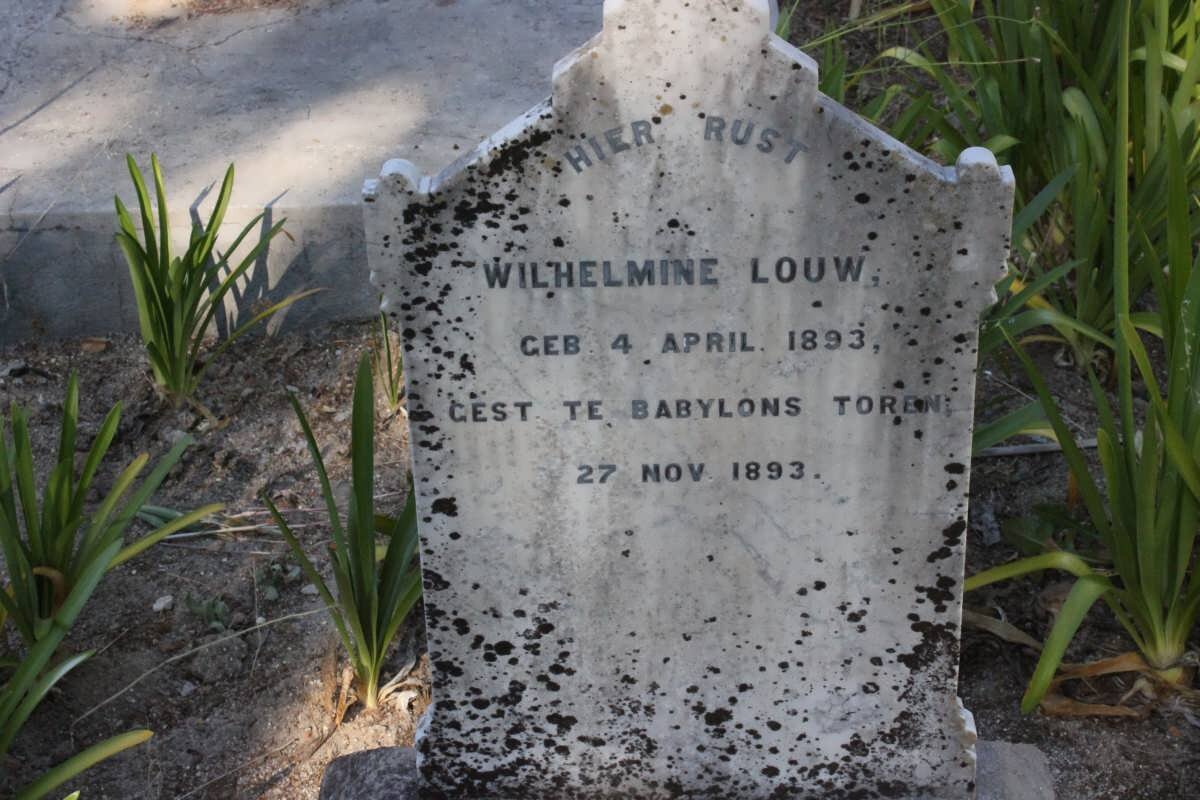 HIER RUST
WILHELMINE LOUW,
GEB 4 APRIL 1893,
GEST TE BABYLONS TOREN,
27 NOV. 1893.